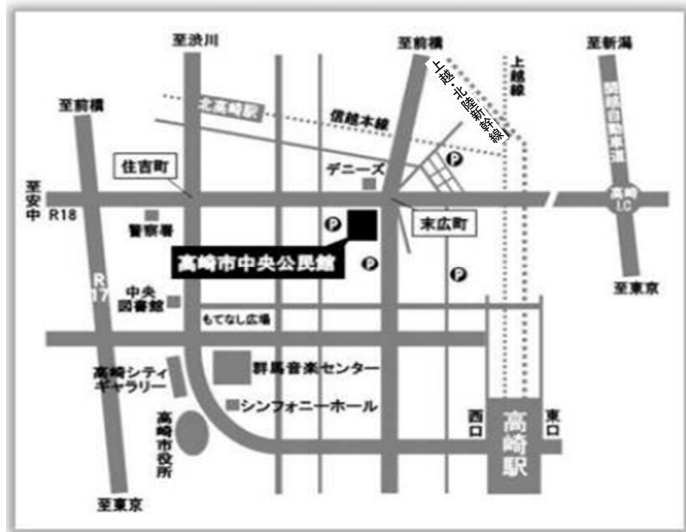 至渋川
至前橋
至新潟
上越線
上越・北陸新幹線
関越自動車道
至前橋
北高崎駅
信越本線
住吉町
デニーズ
至安中
R18
高崎
I.C
警察署
P
P
末広町
高崎市中央公民館
P
P
R
17
中央
図書館
至東京
もてなし広場
高崎シティ
ギャラリー
群馬音楽センター
シンフォニーホール
高崎市役所
西口
高崎駅
東口
至東京